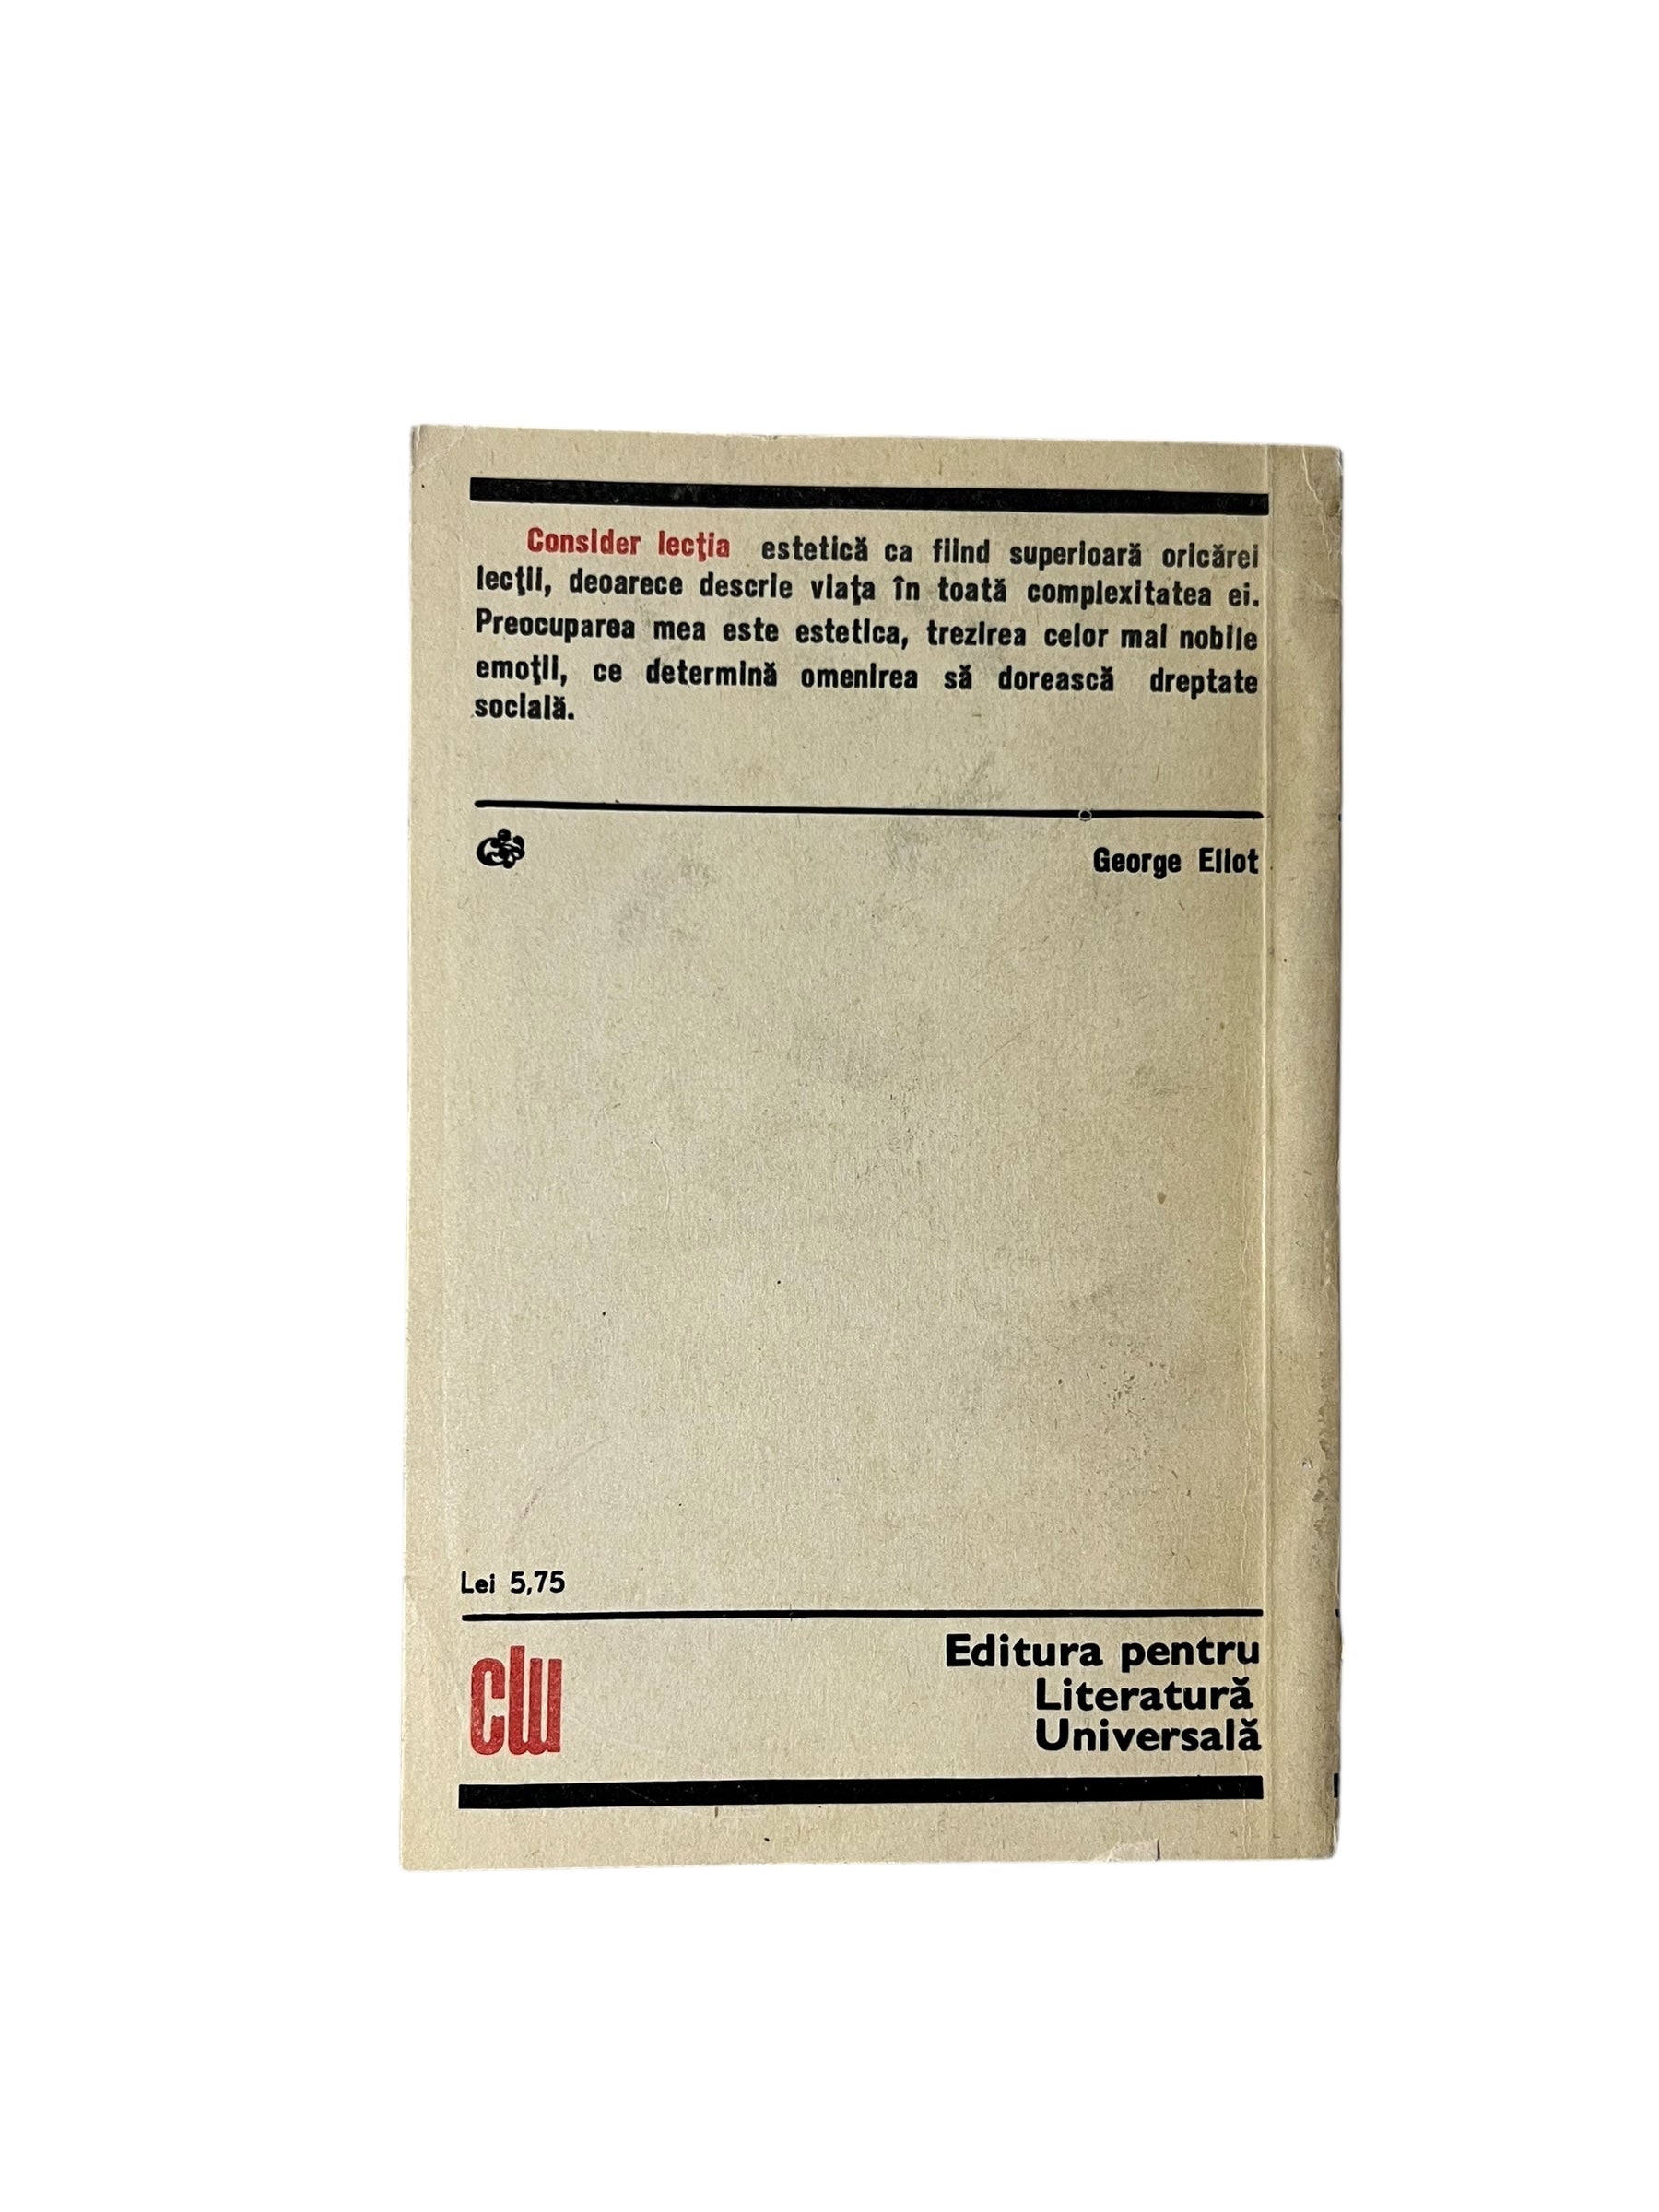 Consider lecţia estetică ca fiind superioară oricărei
lecţii, deoarece descrie viaţa în toată complexitatea ei.
Preocuparea mea este estetica, trezirea celor mai nobile
emoţii, ce determină omenirea să dorească dreptate
socială.
George Eliot
Lei 5,75
clu
Editura pentru
Literatură
Universală